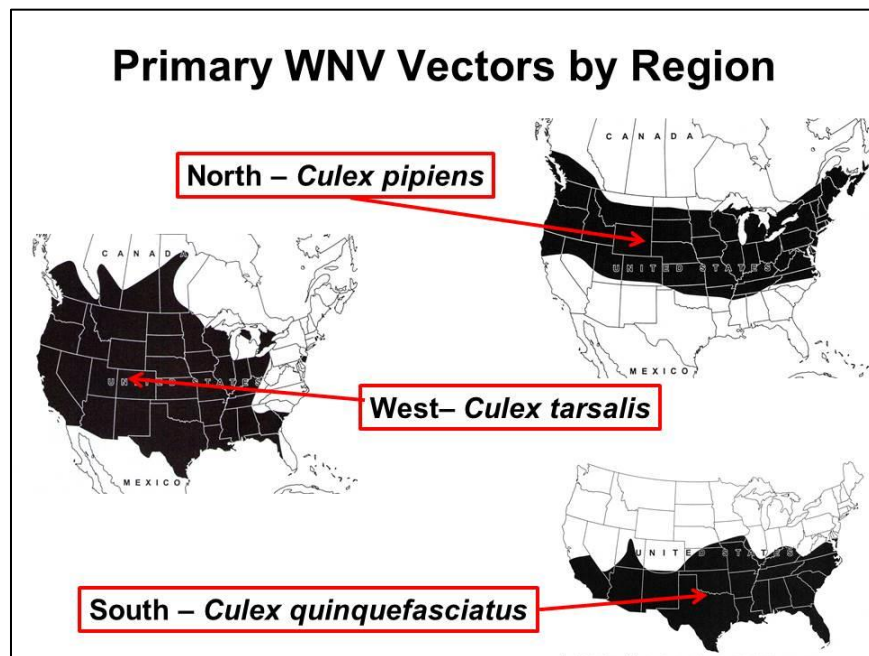 Primary WNV Vectors by Region
CANADA
North – Culex pipiens
UNITED STATES
MEXICO
CANADA
UNITED STATES
West– Culex tarsalis
MEXICO
UNITED STATES
South – Culex quinquefasciatus